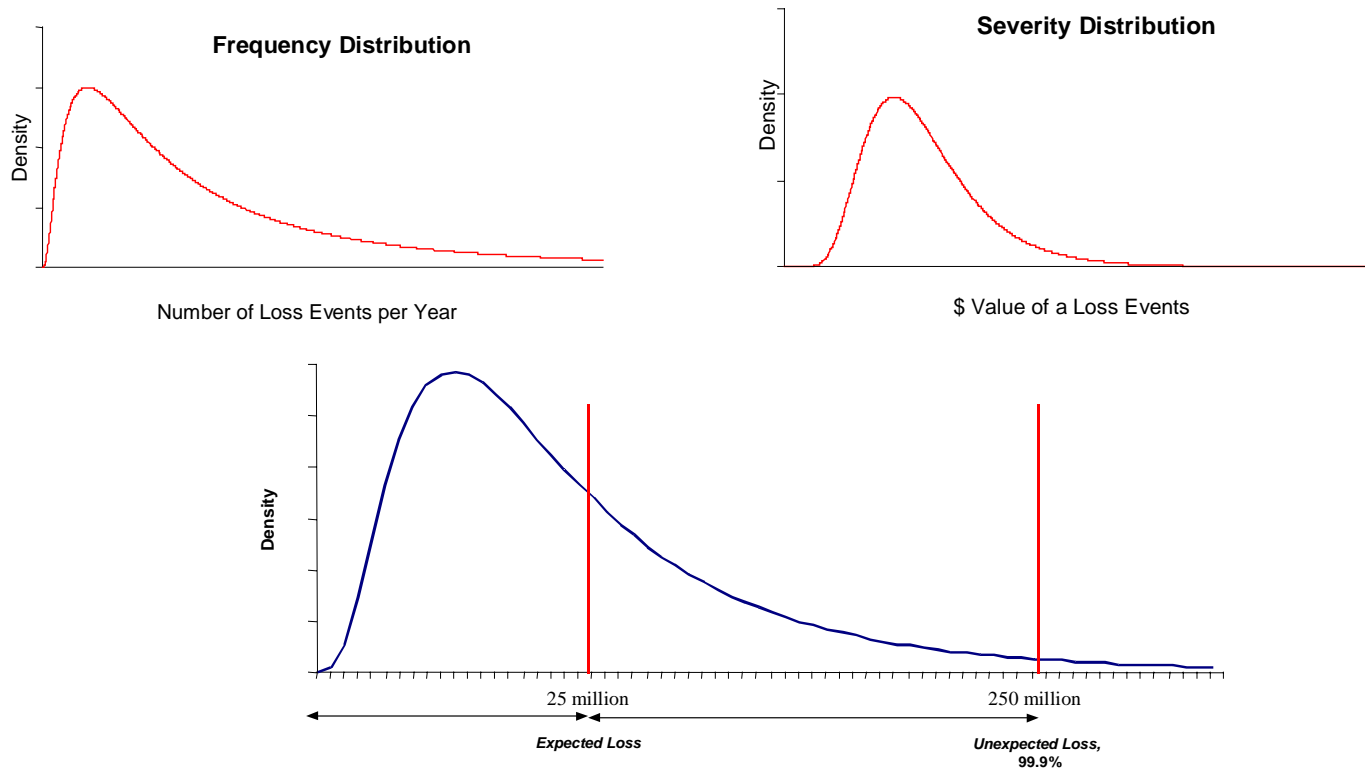 Frequency Distribution
Density
Number of Loss Events per Year
Severity Distribution
Density
$ Value of a Loss Events
Density
25 million
250 million
Expected Loss
Unexpected Loss,
99.9%